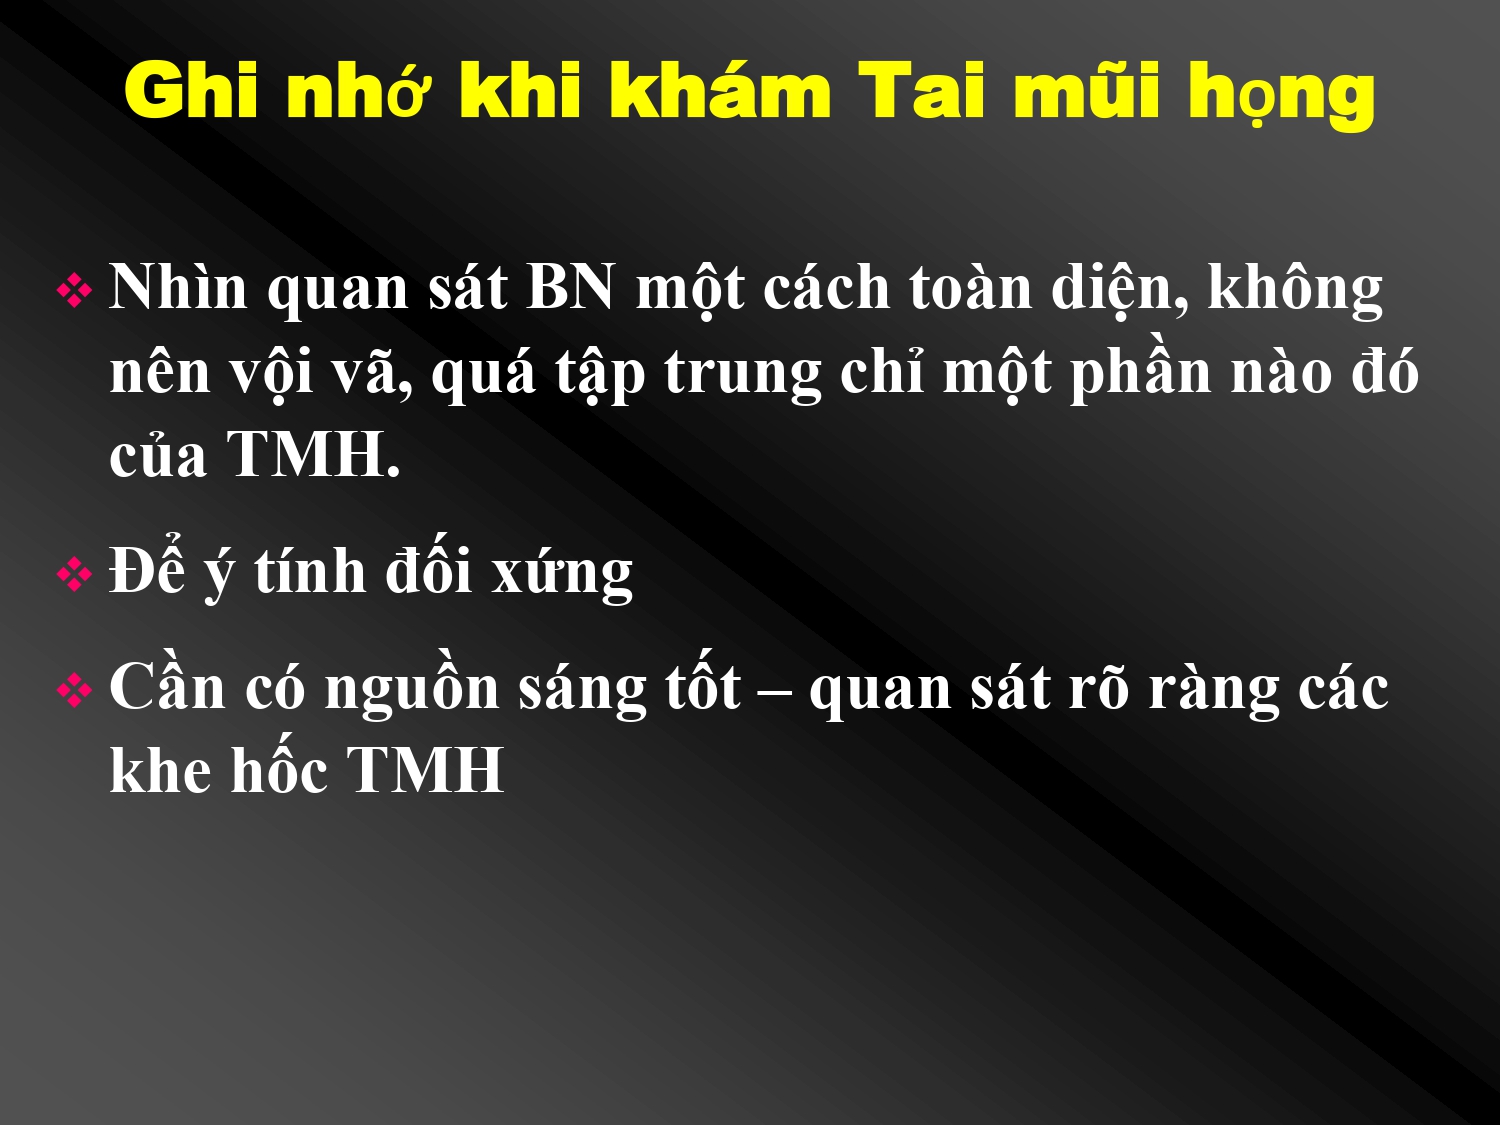 Ghi nhớ khi khám Tai mũi họng
❖ Nhìn quan sát BN một cách toàn diện, không
nên vội vã, quá tập trung chỉ một phần nào đó
của TMH.
❖ Để ý tính đối xứng
❖ Cần có nguồn sáng tốt – quan sát rõ ràng các
khe hốc TMH